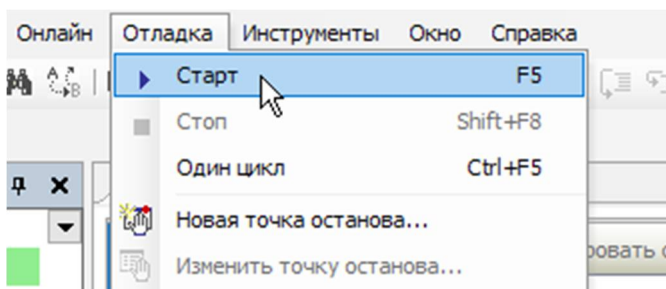 Онлайн Отладка Инструменты Окно Справка
Старт F5
Стоп Shift+F8
Один цикл Ctrl+F5
Новая точка останова...
Изменить точку останова...